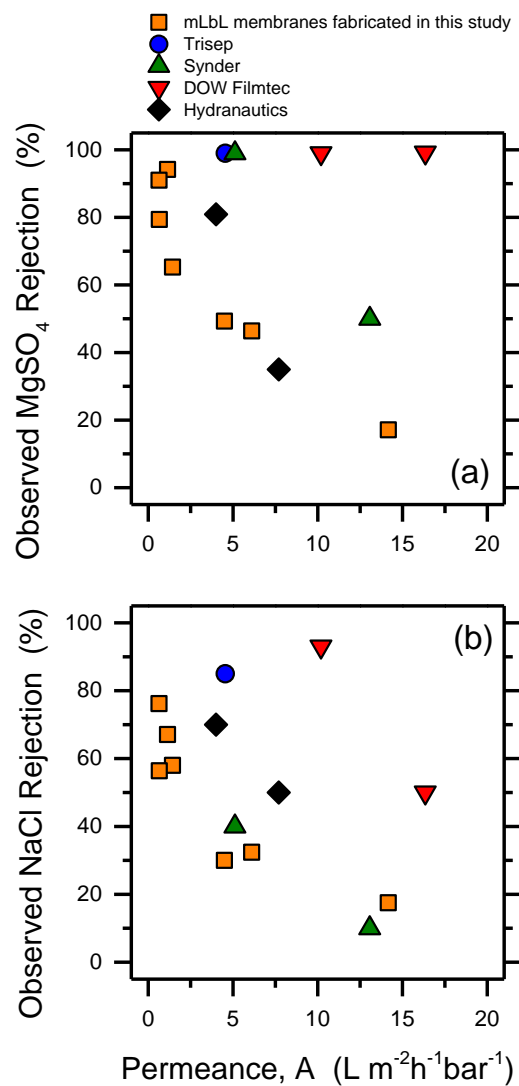 mLbL membranes fabricated in this study
Trisep
Synder
DOW Filmtec
Hydranautics
Observed MgSO₄ Rejection (%)
100
80
60
40
20
0
(a)
0 5 10 15 20
Observed NaCl Rejection (%)
100
80
60
40
20
0
(b)
0 5 10 15 20
Permeance, A (L m⁻²h⁻¹bar⁻¹)